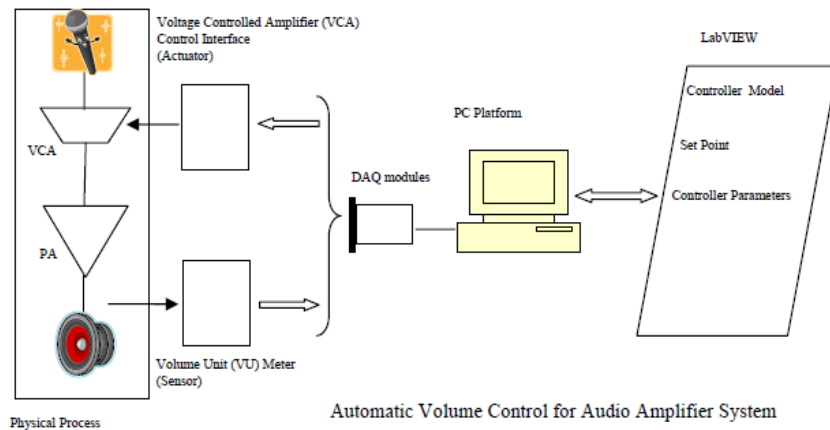 Voltage Controlled Amplifier (VCA)
Control Interface
(Actuator)
LabVIEW
Controller Model
PC Platform
Set Point
VCA
DAQ modules
Controller Parameters
PA
Volume Unit (VU) Meter
(Sensor)
Automatic Volume Control for Audio Amplifier System
Physical Process